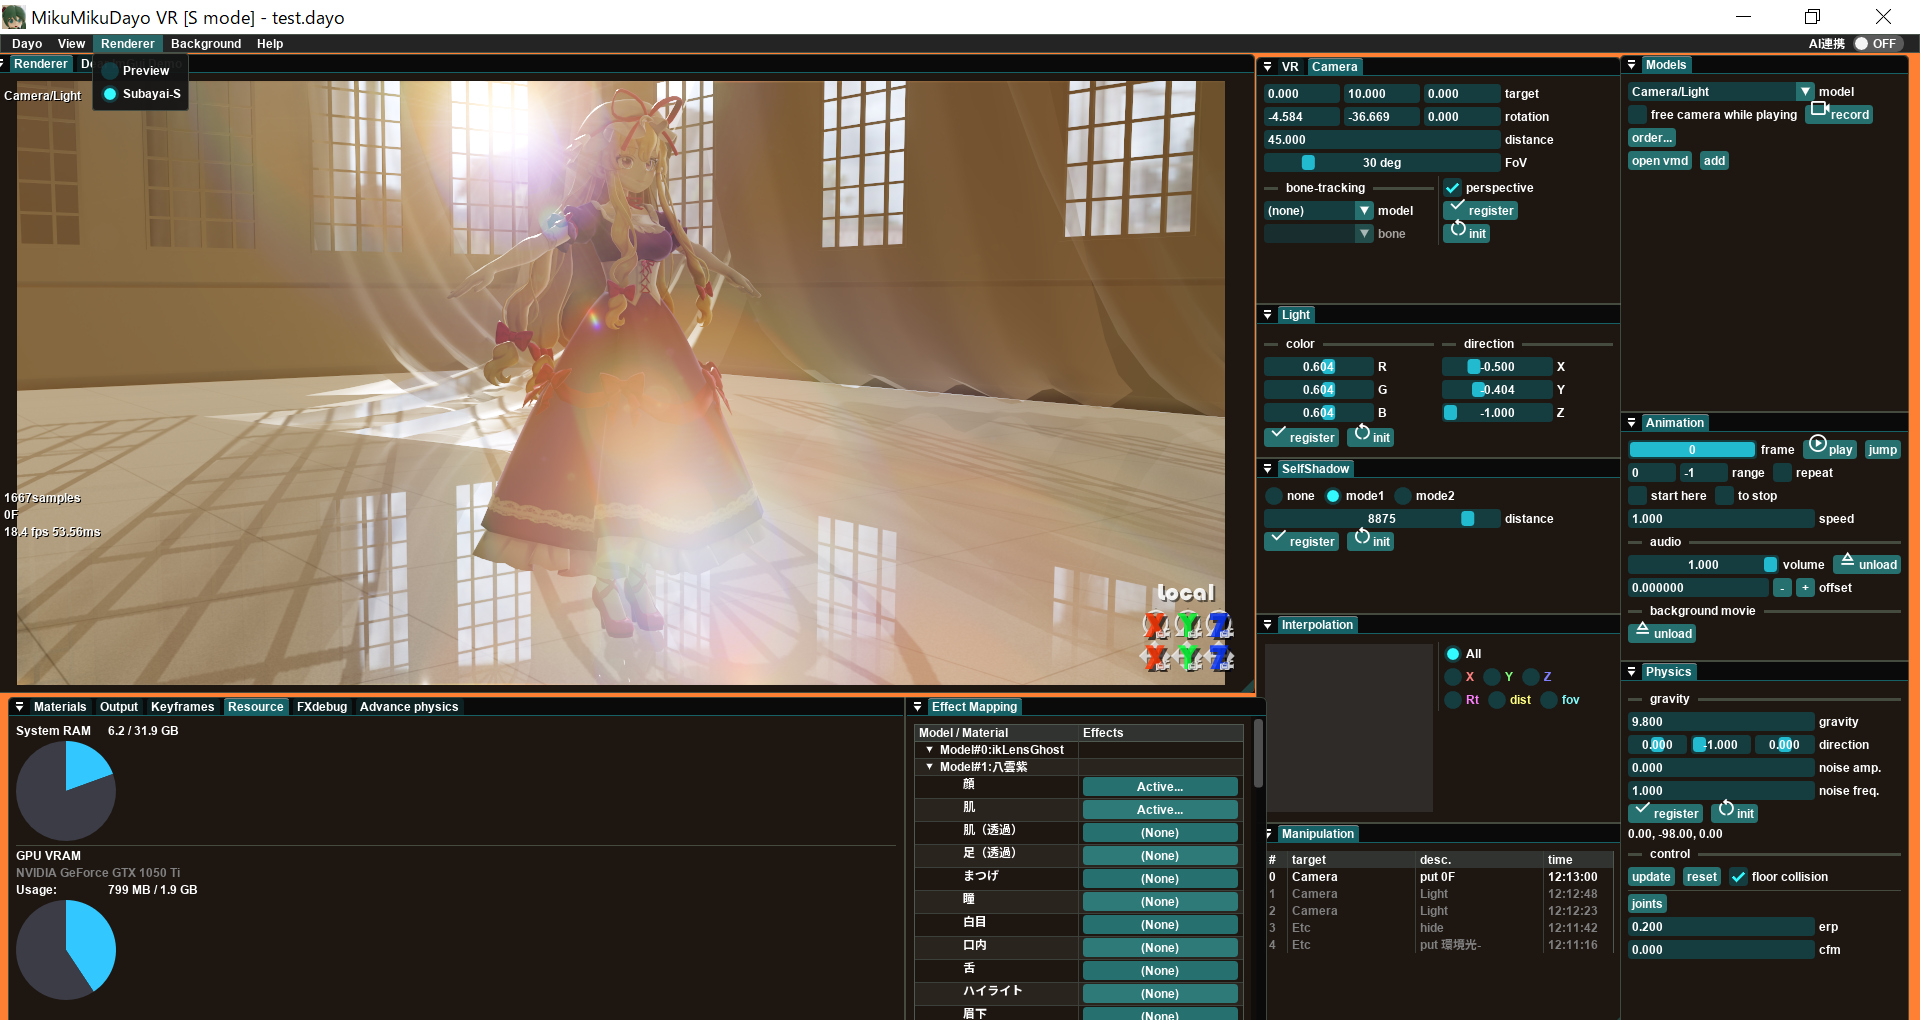 MikuMikuDayo VR [S mode] - test.dayo
Dayo View Renderer Background Help
AI連携 OFF
Renderer
Preview
Subayai-S
Camera/Light
1667samples
0F
18.4 fps 53.56ms
Local
X Y Z
X Y Z
VR Camera
0.000 10.000 0.000 target
-4.584 -36.669 0.000 rotation
45.000 distance
30 deg FoV
bone-tracking
perspective
(none) model
register
bone
init
Light
color direction
0.604 R -0.500 X
0.604 G -0.404 Y
0.604 B -1.000 Z
register init
SelfShadow
none mode1 mode2
8875 distance
register init
Interpolation
All
X Y Z
Rt dist fov
Manipulation
# target desc. time
0 Camera put 0F 12:13:00
1 Camera Light 12:12:48
2 Camera Light 12:12:23
3 Etc hide 12:11:42
4 Etc put 環境光- 12:11:16
Models
Camera/Light model
free camera while playing record
order...
open vmd add
Animation
0 frame play jump
0 -1 range repeat
start here to stop
1.000 speed
audio
1.000 volume unload
0.000000 - + offset
background movie
unload
Physics
gravity
9.800 gravity
0.000 -1.000 0.000 direction
0.000 noise amp.
1.000 noise freq.
register init
0.00, -98.00, 0.00
control
update reset floor collision
joints
0.200 erp
0.000 cfm
Materials Output Keyframes Resource FXdebug Advance physics
System RAM 6.2 / 31.9 GB
GPU VRAM
NVIDIA GeForce GTX 1050 Ti
Usage: 799 MB / 1.9 GB
Effect Mapping
Model / Material Effects
Model#0:ikLensGhost
Model#1:八雲紫
顔 Active...
肌 Active...
肌（透過） (None)
足（透過） (None)
まつげ (None)
瞳 (None)
白目 (None)
口内 (None)
舌 (None)
ハイライト (None)
眉下 (None)